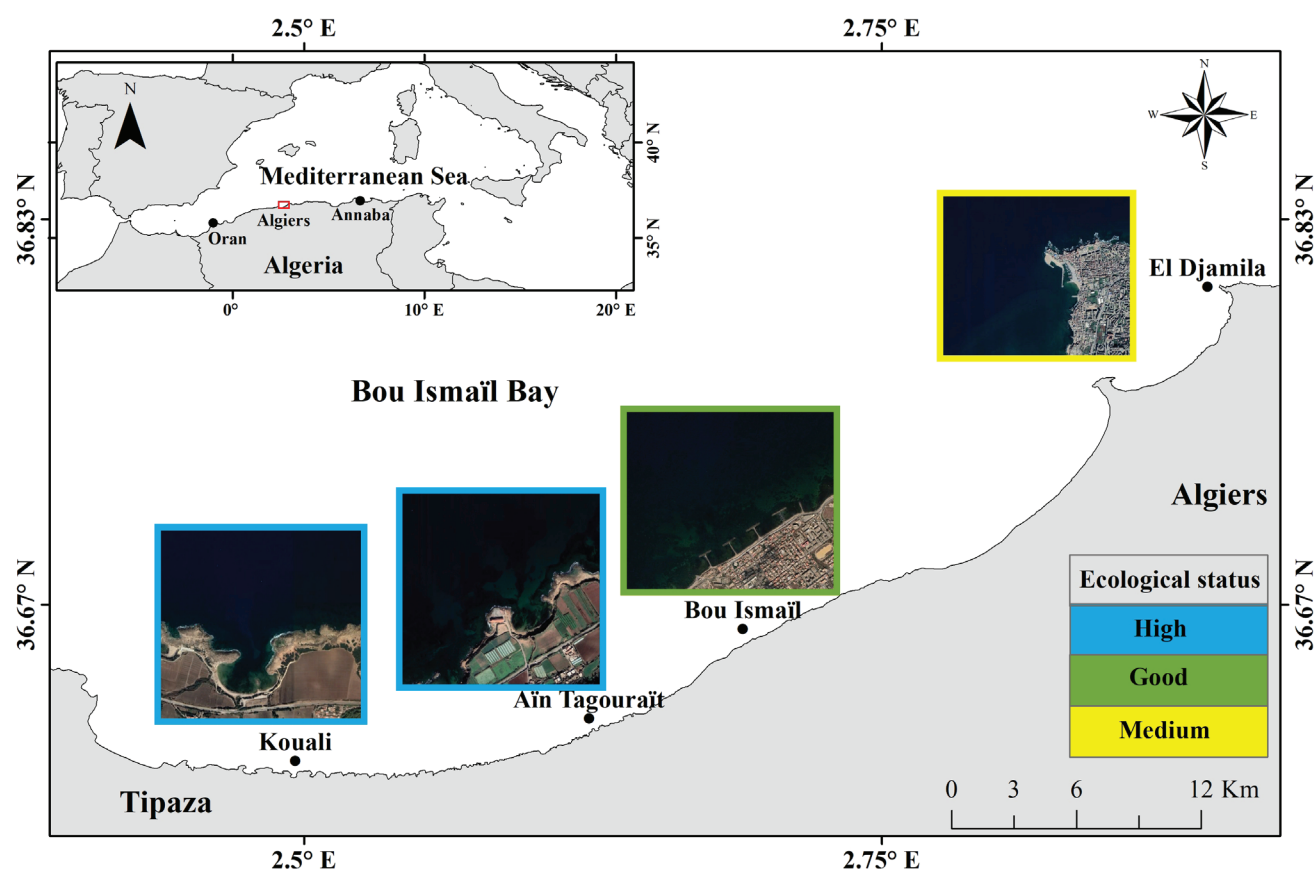 2.5° E
2.75° E
N
40° N
Mediterranean Sea
Algiers
Annaba
Oran
35° N
Algeria
0°
10° E
20° E
N
W
E
S
36.83° N
36.83° N
El Djamila
Bou Ismaïl Bay
Algiers
Bou Ismaïl
36.67° N
36.67° N
Ecological status
High
Good
Medium
Aïn Tagouraït
Kouali
Tipaza
0
3
6
12 Km
2.5° E
2.75° E